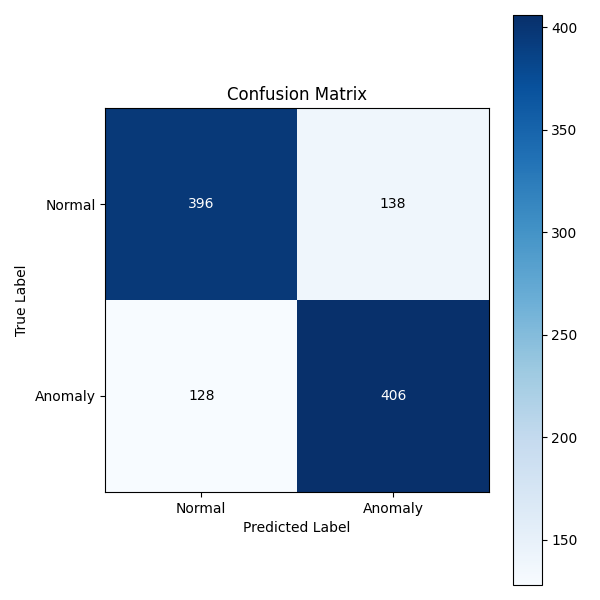 Confusion Matrix
Normal
396
138
Anomaly
128
406
Normal
Anomaly
Predicted Label
True Label
400
350
300
250
200
150